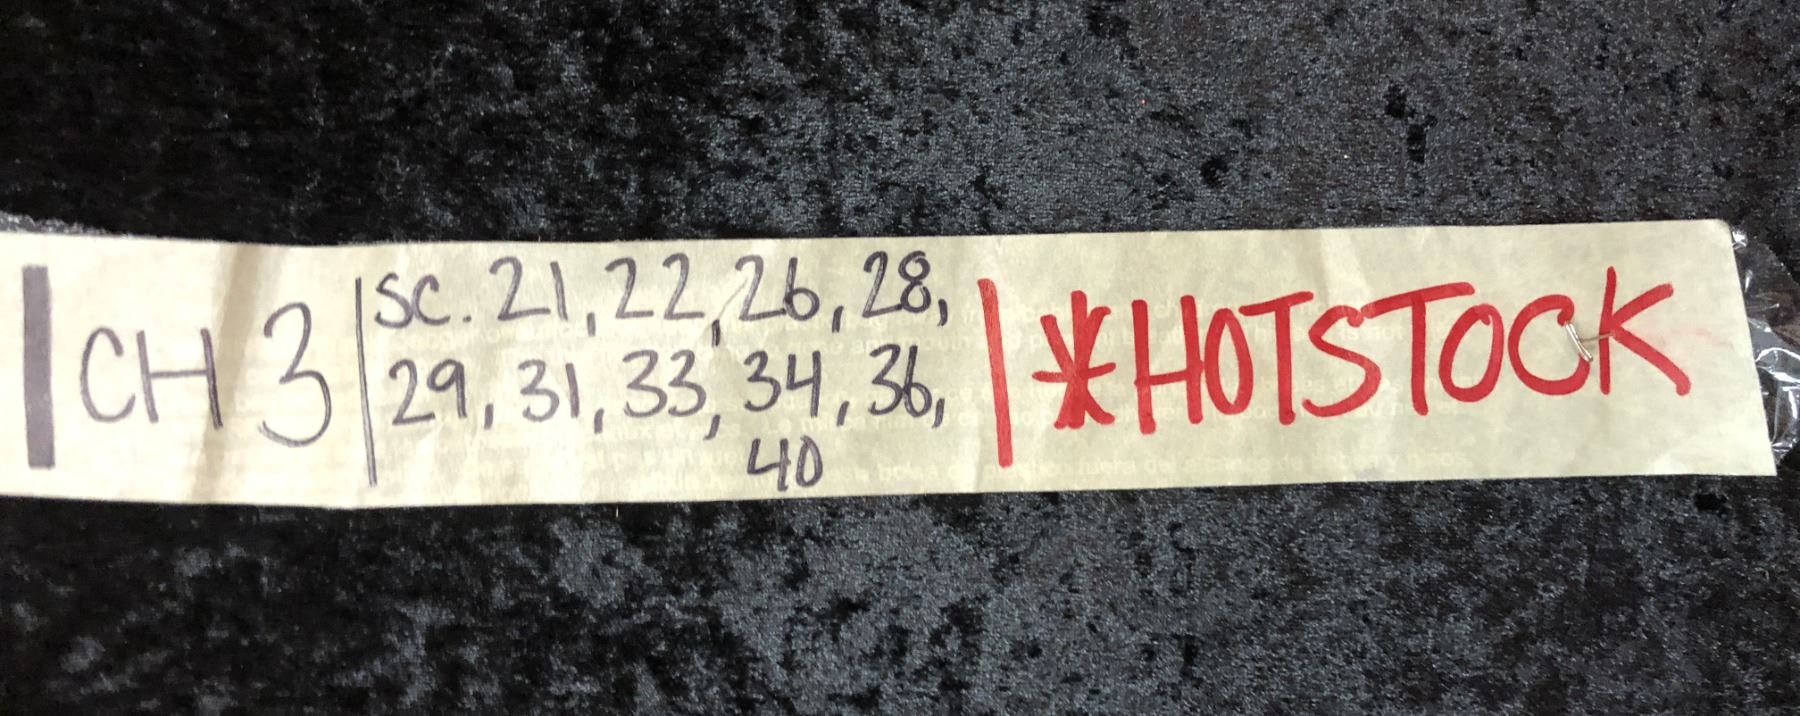 CH 3
SC. 21, 22, 26, 28,
29, 31, 33, 34, 36,
40
*HOTSTOCK